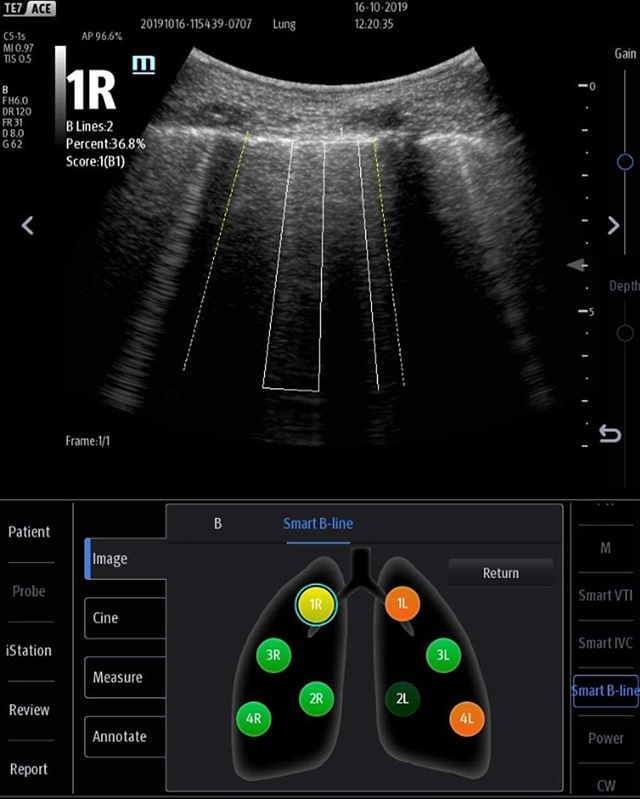 TE7 ACE
16-10-2019
20191016-115439-0707 Lung 12:20:35
C5-1s AP 96.6%
MI 0.97
TIS 0.5
m
Gain
B
F H6.0
DR 120
FR 31
D 8.0
G 62
1R
B Lines:2
Percent:36.8%
Score:1(B1)
0
5
Depth
Frame:1/1
Patient
Probe
iStation
Review
Report
Image
Cine
Measure
Annotate
B Smart B-line
Return
1R 1L
3R 3L
2R 2L
4R 4L
M
Smart VTI
Smart IVC
Smart B-line
Power
CW